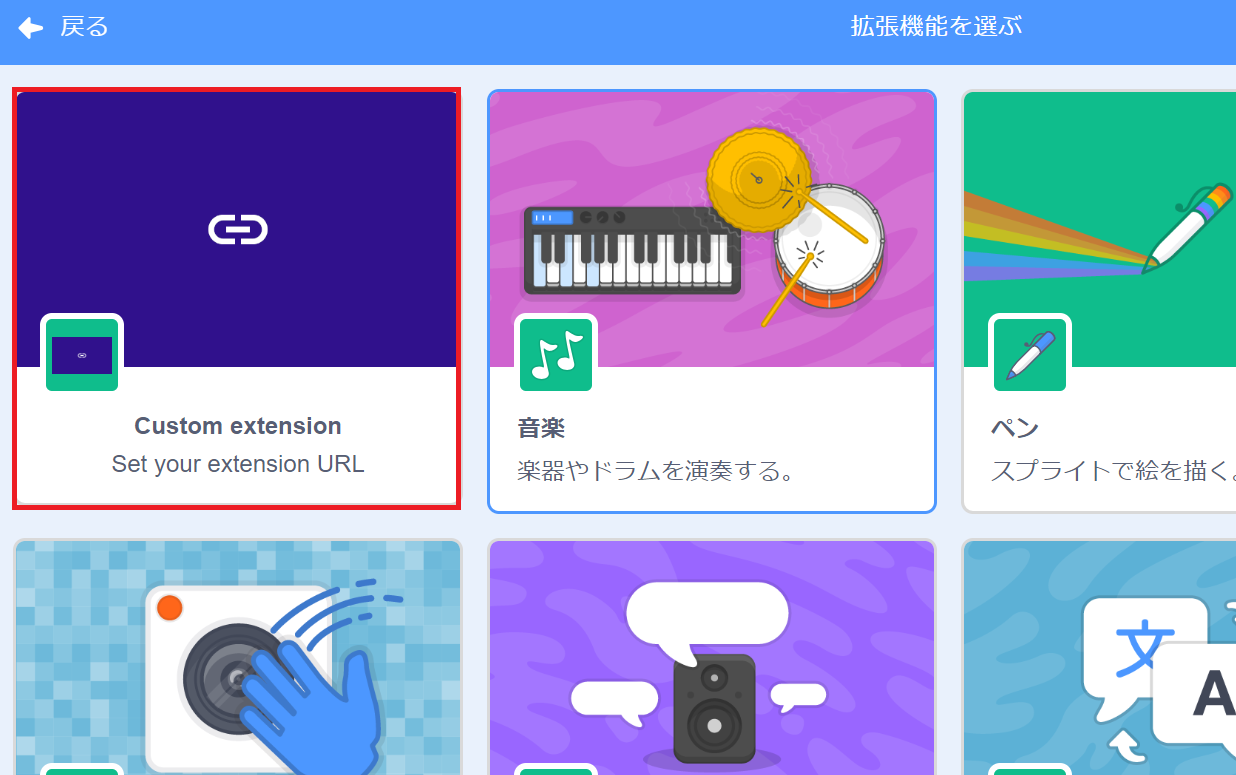 戻る
拡張機能を選ぶ
Custom extension
Set your extension URL
音楽
楽器やドラムを演奏する。
ペン
スプライトで絵を描く。
文
A